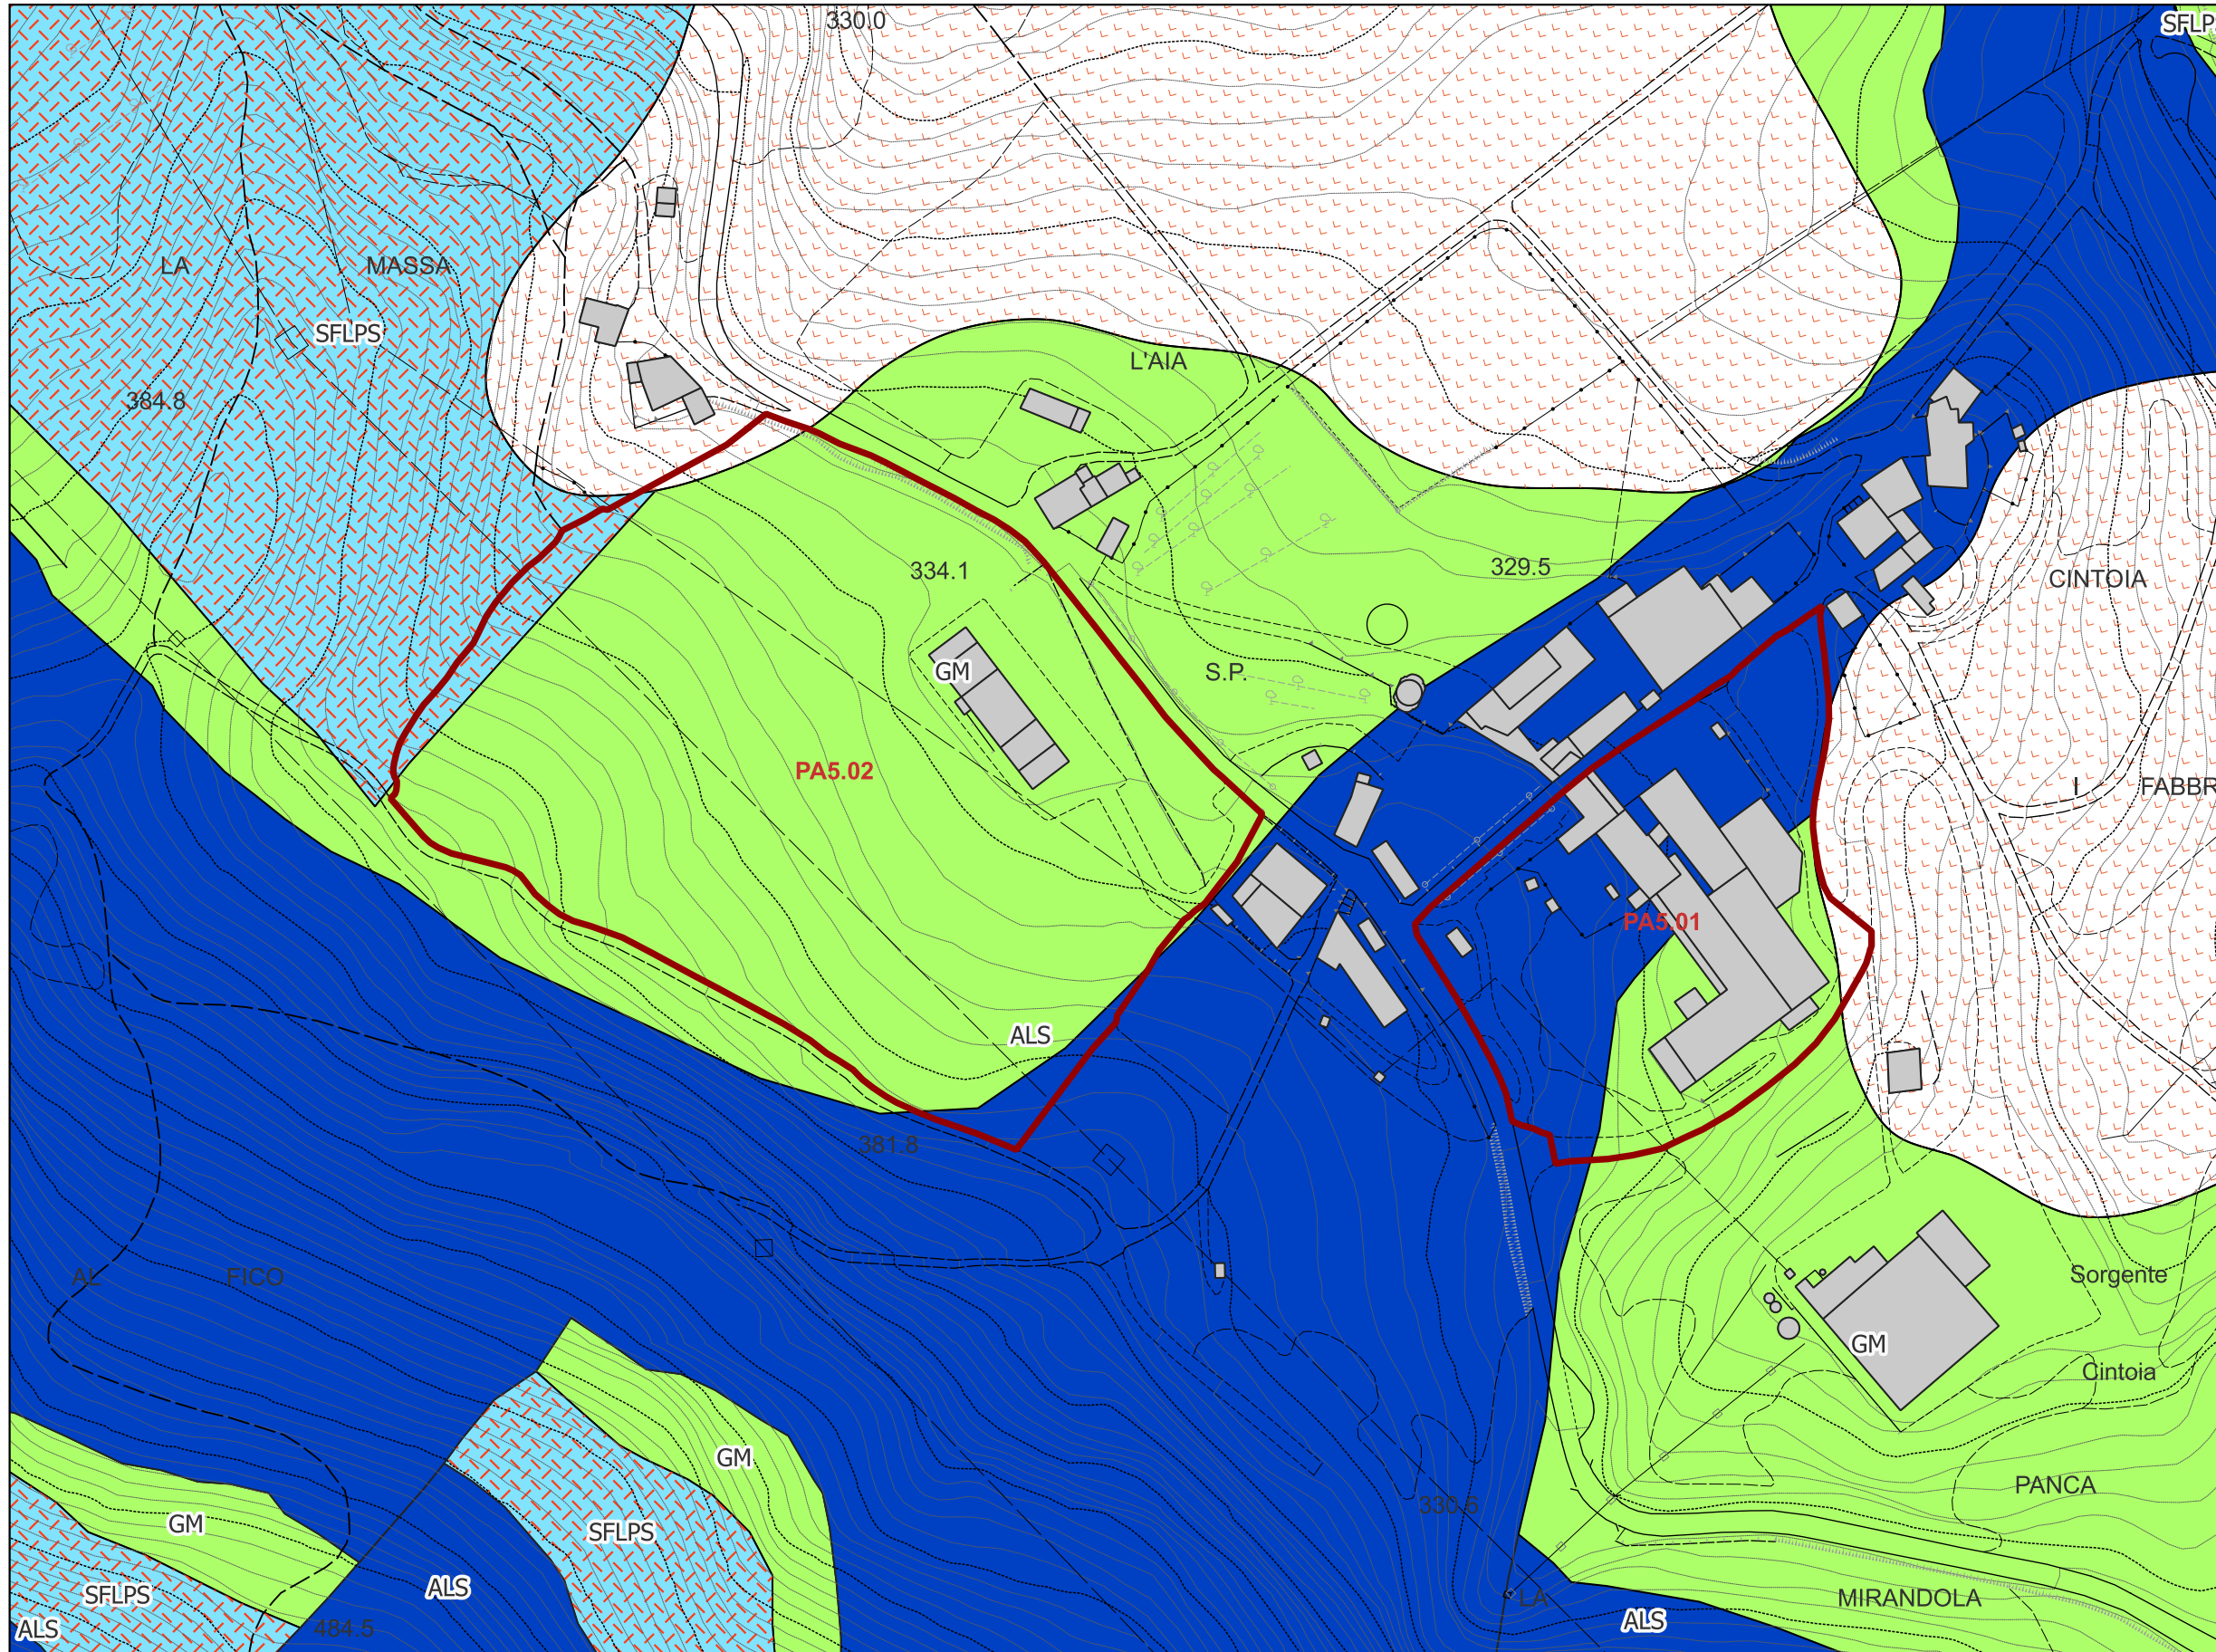 330.0
SFLP
LA MASSA
SFLPS
L'AIA
384.8
334.1
329.5
CINTOIA
GM
S.P.
PA5.02
I FABBR
PA5.01
ALS
381.8
AL FICO
Sorgente
GM
Cintoia
GM
PANCA
330.6
GM
SFLPS
SFLPS
ALS
LA MIRANDOLA
ALS
484.5
ALS